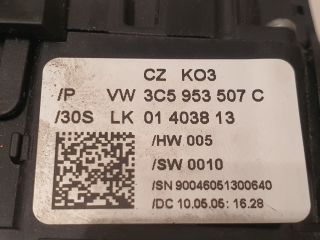 CZ KO3
/P VW 3C5 953 507 C
/30S LK 01 4038 13
/HW 005
/SW 0010
/SN 90046051300640
/DC 10.05.05: 16.28